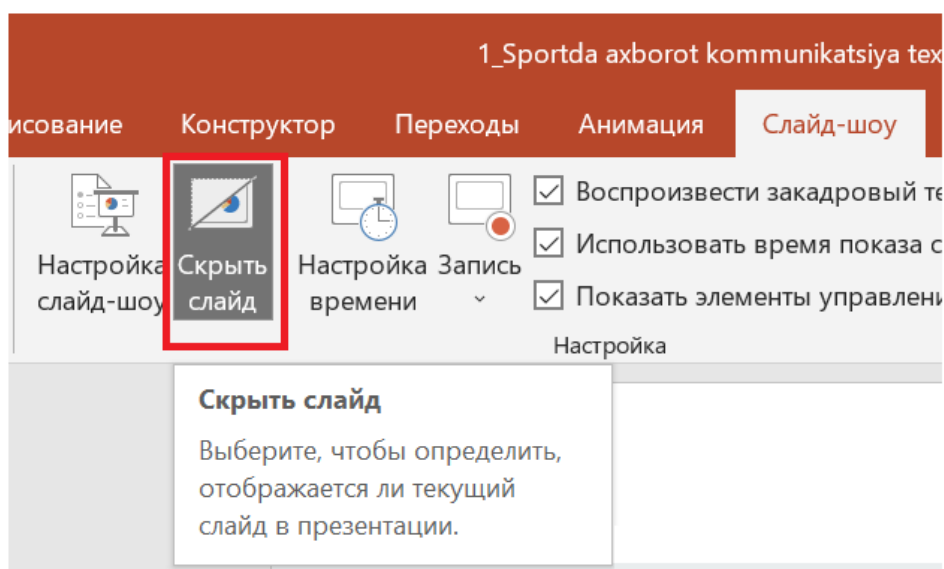 1_Sportda axborot kommunikatsiya tex
исование Конструктор Переходы Анимация Слайд-шоу
Настройка слайд-шоу
Скрыть слайд
Настройка времени
Запись
Воспроизвести закадровый те
Использовать время показа с
Показать элементы управлени
Настройка
Скрыть слайд
Выберите, чтобы определить,
отображается ли текущий
слайд в презентации.